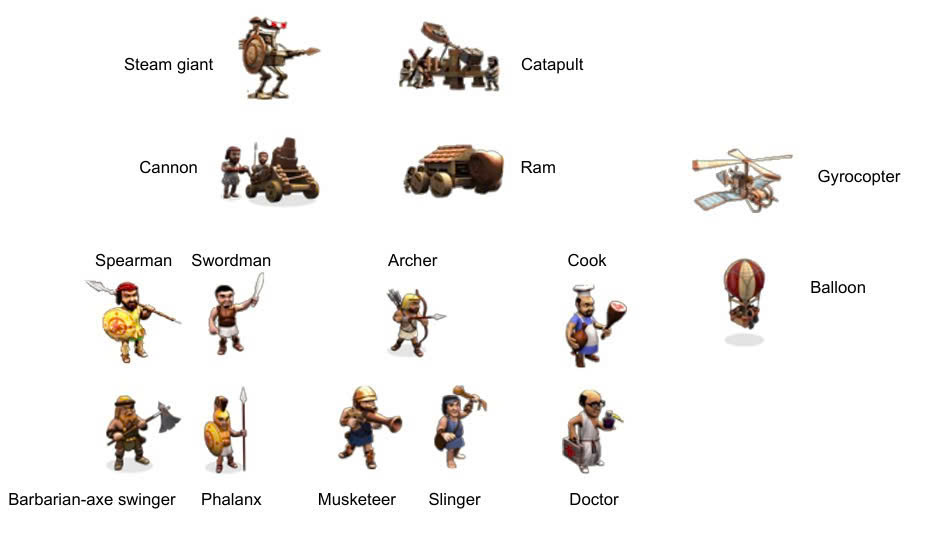 Steam giant
Catapult
Cannon
Ram
Gyrocopter
Spearman
Swordman
Archer
Cook
Balloon
Barbarian-axe swinger
Phalanx
Musketeer
Slinger
Doctor